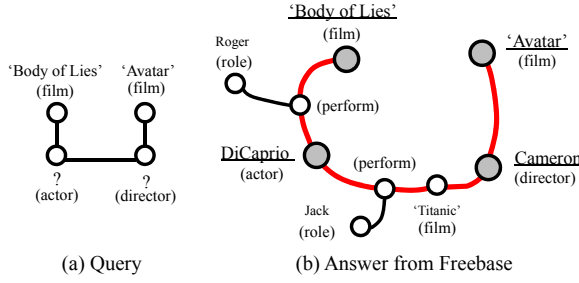 'Body of Lies'
(film)
'Avatar'
(film)
?
(actor)
?
(director)
(a) Query
Roger
(role)
'Body of Lies'
(film)
'Avatar'
(film)
(perform)
DiCaprio
(actor)
(perform)
Cameron
(director)
Jack
(role)
'Titanic'
(film)
(b) Answer from Freebase